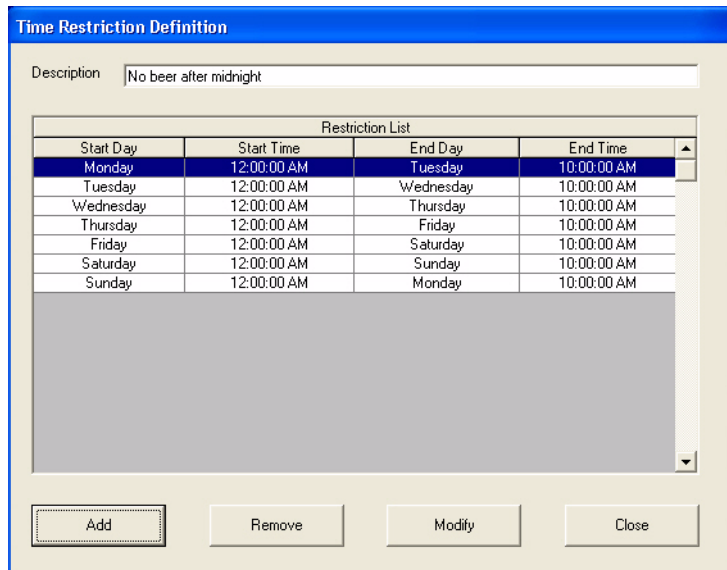 Time Restriction Definition
Description No beer after midnight
Restriction List
Start Day Start Time End Day End Time
Monday 12:00:00 AM Tuesday 10:00:00 AM
Tuesday 12:00:00 AM Wednesday 10:00:00 AM
Wednesday 12:00:00 AM Thursday 10:00:00 AM
Thursday 12:00:00 AM Friday 10:00:00 AM
Friday 12:00:00 AM Saturday 10:00:00 AM
Saturday 12:00:00 AM Sunday 10:00:00 AM
Sunday 12:00:00 AM Monday 10:00:00 AM
Add Remove Modify Close